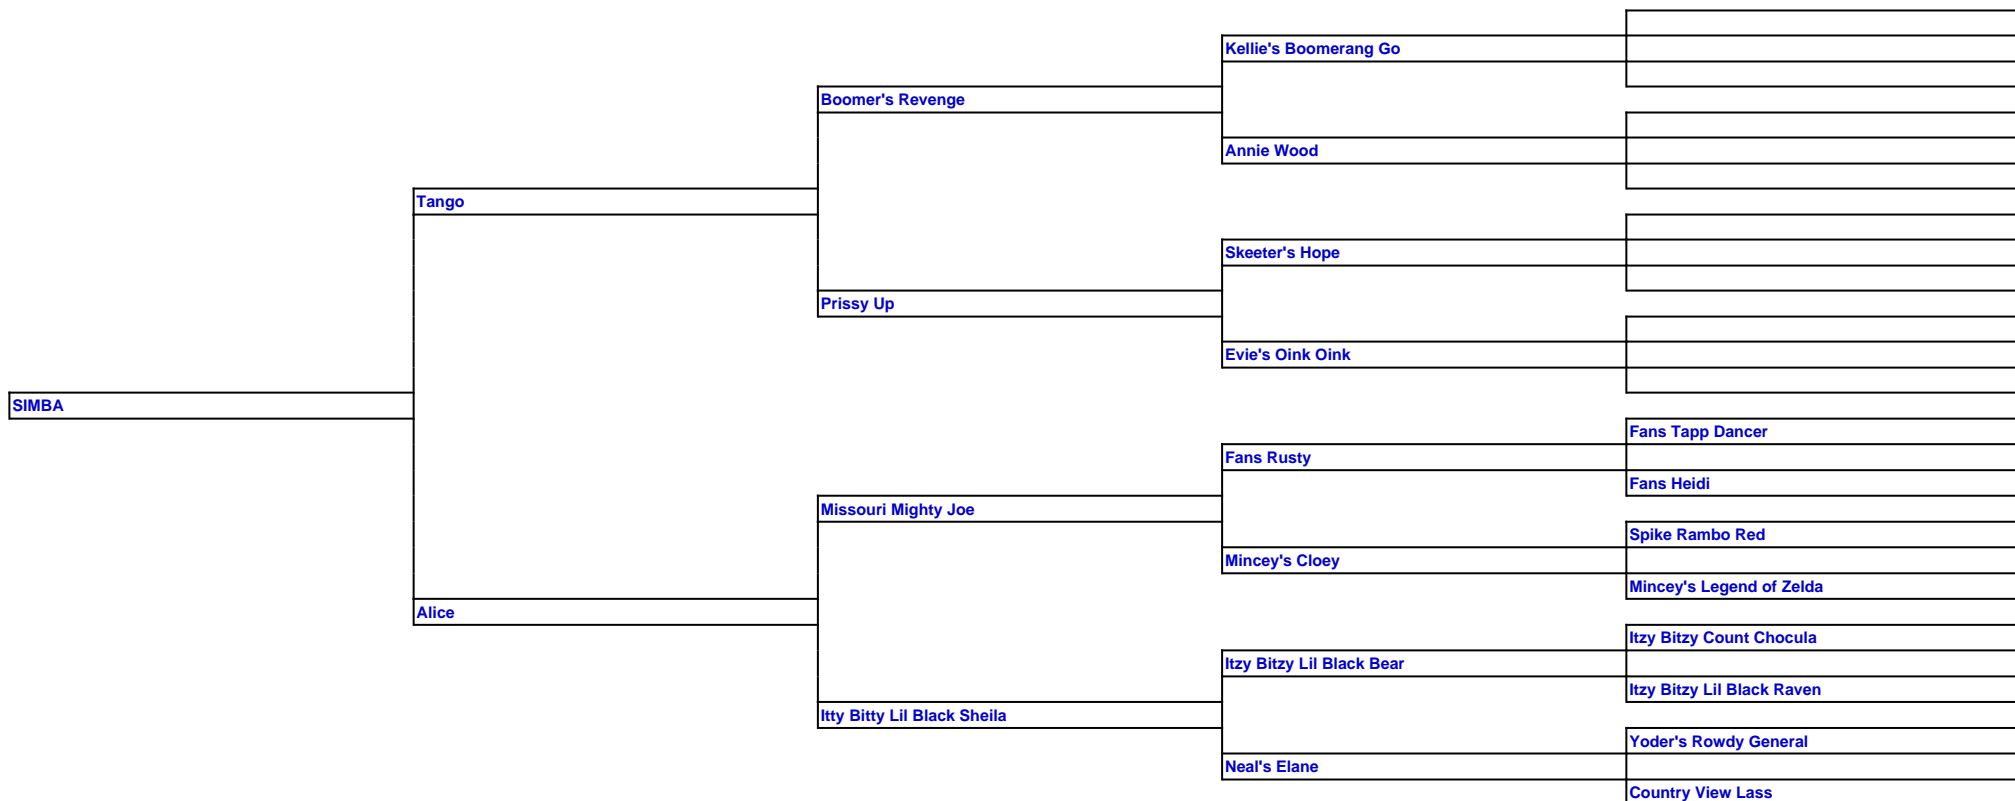 Kellie's Boomerang Go
Boomer's Revenge
Annie Wood
Tango
Skeeter's Hope
Prissy Up
Evie's Oink Oink
SIMBA
Fans Tapp Dancer
Fans Rusty
Fans Heidi
Missouri Mighty Joe
Spike Rambo Red
Mincey's Cloey
Mincey's Legend of Zelda
Alice
Itzy Bitzy Count Chocula
Itzy Bitzy Lil Black Bear
Itzy Bitzy Lil Black Raven
Itty Bitty Lil Black Sheila
Yoder's Rowdy General
Neal's Elane
Country View Lass